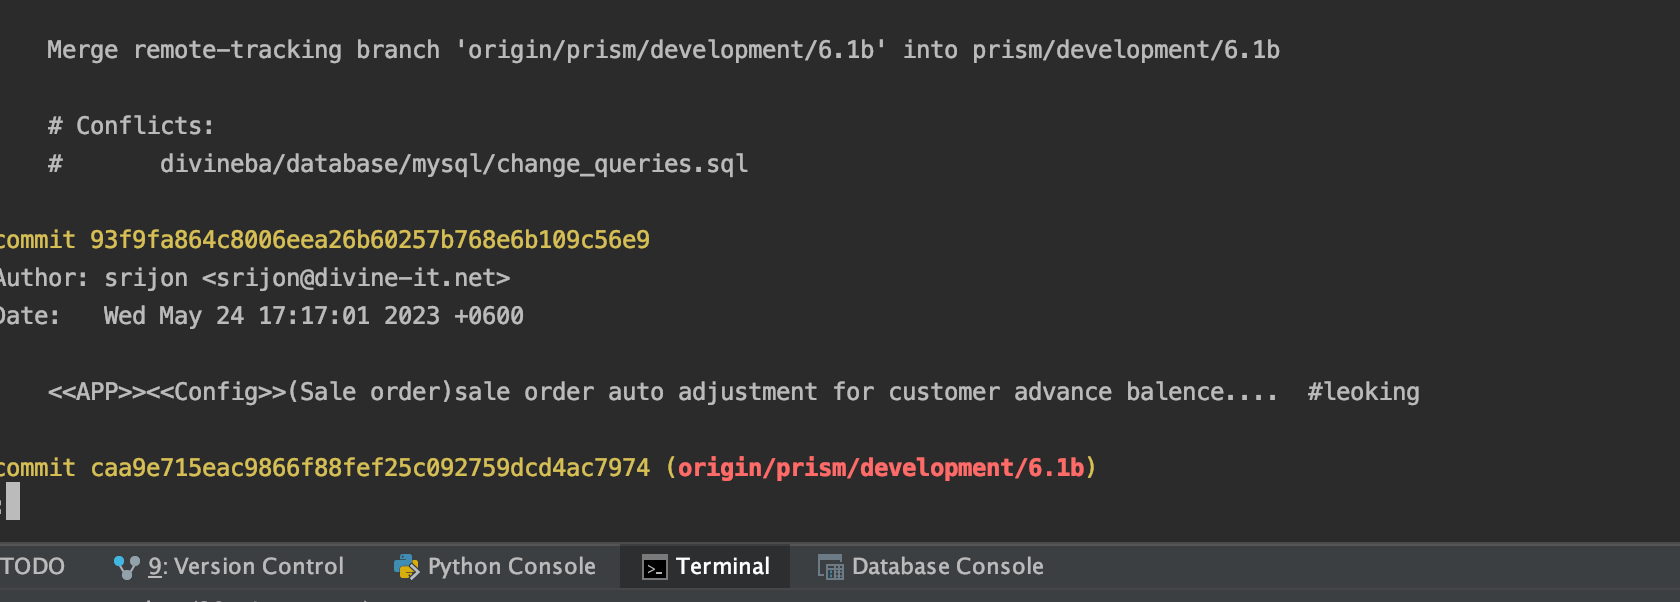 Merge remote-tracking branch 'origin/prism/development/6.1b' into prism/development/6.1b
# Conflicts:
# divineba/database/mysql/change_queries.sql
commit 93f9fa864c8006eea26b60257b768e6b109c56e9
Author: srijon <srijon@divine-it.net>
Date: Wed May 24 17:17:01 2023 +0600
<<APP>><<Config>>(Sale order)sale order auto adjustment for customer advance balence.... #leoking
commit caa9e715eac9866f88fef25c092759dcd4ac7974 (origin/prism/development/6.1b)
:
TODO 9: Version Control Python Console Terminal Database Console